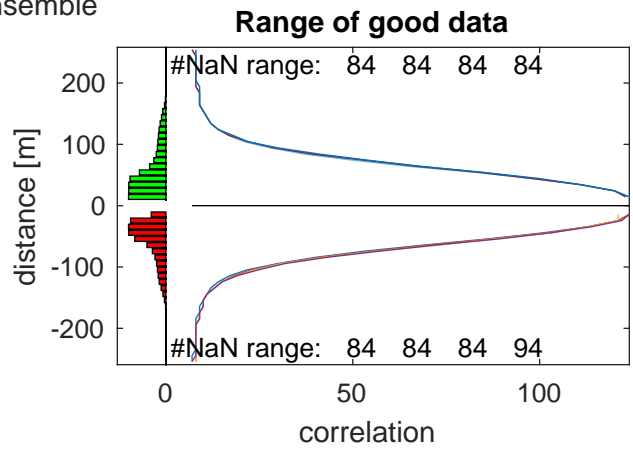 Range of good data
#NaN range: 84 84 84 94
200
100
0
-100
-200
distance [m]
#NaN range: 84 84 84 94
0 50 100
correlation